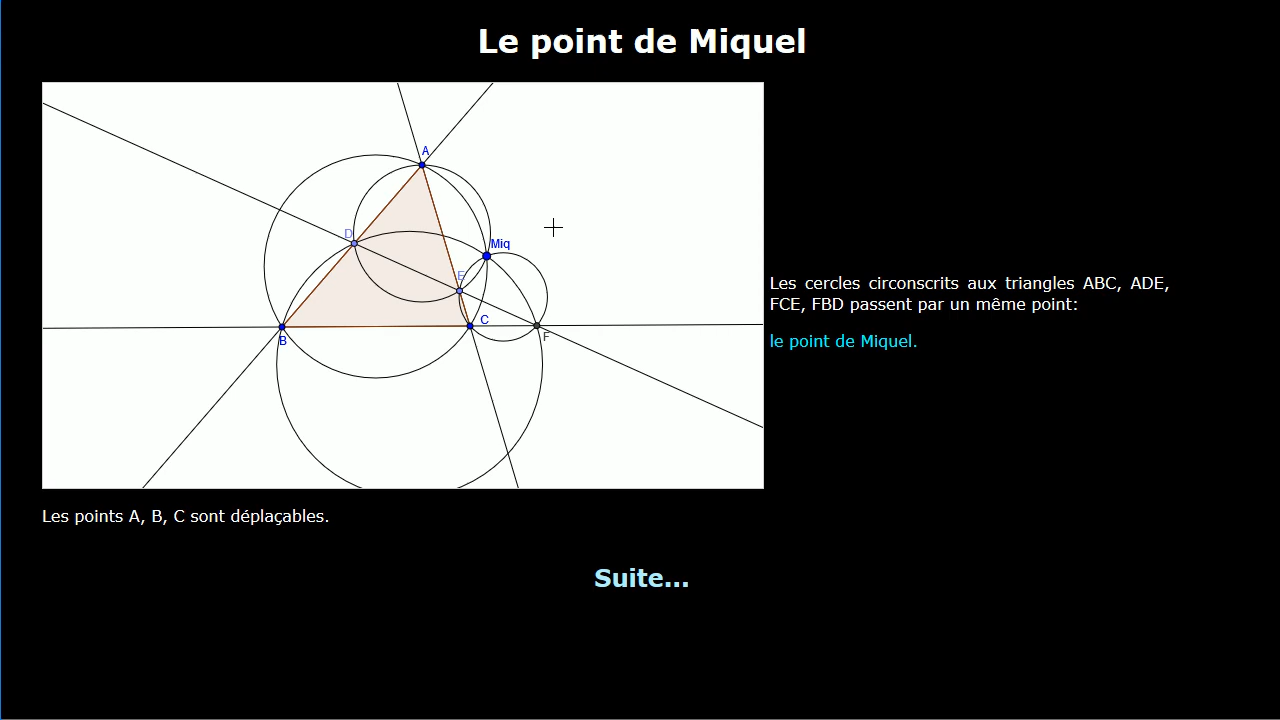 Le point de Miquel
A
D
Miq
E
C
B
F
Les cercles circonscrits aux triangles ABC, ADE,
FCE, FBD passent par un même point:
le point de Miquel.
Les points A, B, C sont déplaçables.
Suite...